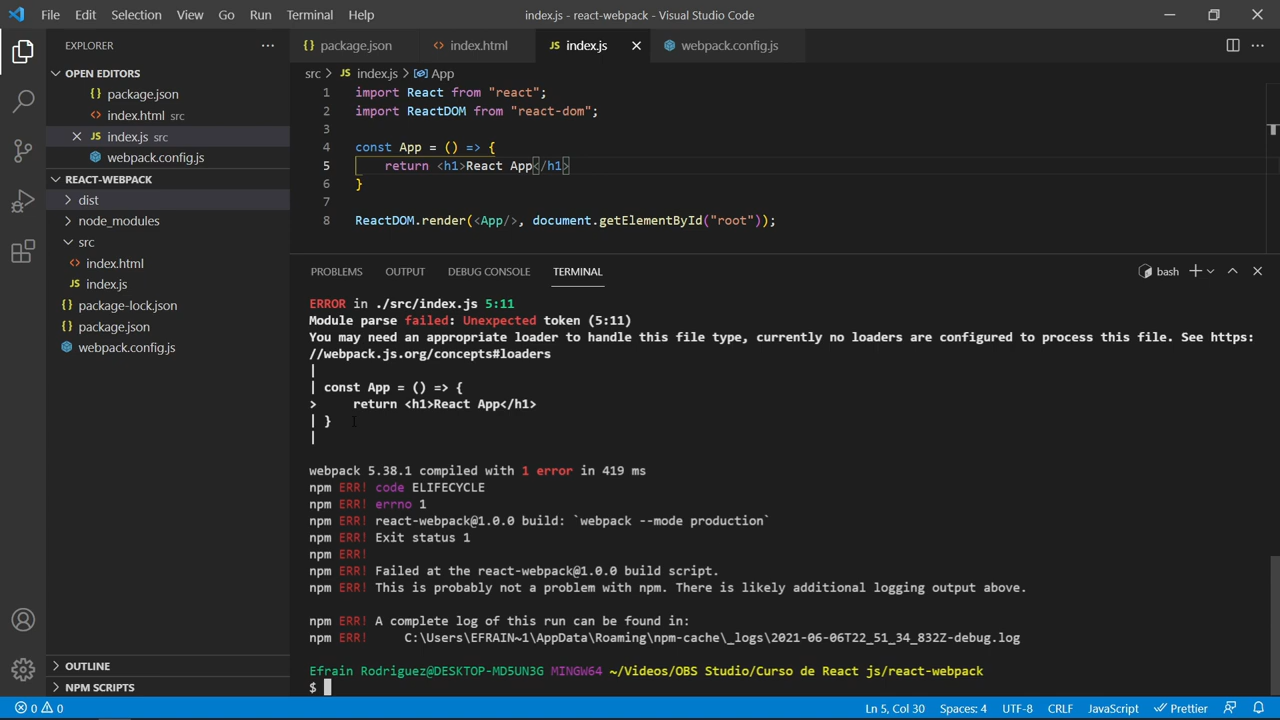 File Edit Selection View Go Run Terminal Help
index.js - react-webpack - Visual Studio Code
EXPLORER
OPEN EDITORS
package.json
index.html src
index.js src
webpack.config.js
REACT-WEBPACK
dist
node_modules
src
index.html
index.js
package-lock.json
package.json
webpack.config.js
OUTLINE
NPM SCRIPTS
package.json index.html index.js webpack.config.js
src > index.js > App
1 import React from "react";
2 import ReactDOM from "react-dom";
3
4 const App = () => {
5 return <h1>React App</h1>
6 }
7
8 ReactDOM.render(<App/>, document.getElementById("root"));
PROBLEMS OUTPUT DEBUG CONSOLE TERMINAL
bash
ERROR in ./src/index.js 5:11
Module parse failed: Unexpected token (5:11)
You may need an appropriate loader to handle this file type, currently no loaders are configured to process this file. See https:
//webpack.js.org/concepts#loaders
|
| const App = () => {
> return <h1>React App</h1>
| }
|
webpack 5.38.1 compiled with 1 error in 419 ms
npm ERR! code ELIFECYCLE
npm ERR! errno 1
npm ERR! react-webpack@1.0.0 build: `webpack --mode production`
npm ERR! Exit status 1
npm ERR!
npm ERR! Failed at the react-webpack@1.0.0 build script.
npm ERR! This is probably not a problem with npm. There is likely additional logging output above.
npm ERR! A complete log of this run can be found in:
npm ERR! C:\Users\EFRAIN~1\AppData\Roaming\npm-cache\_logs\2021-06-06T22_51_34_832Z-debug.log
Efrain Rodriguez@DESKTOP-MD5UN3G MINGW64 ~/Videos/OBS Studio/Curso de React js/react-webpack
$
0 0 Ln 5, Col 30 Spaces: 4 UTF-8 CRLF JavaScript Prettier